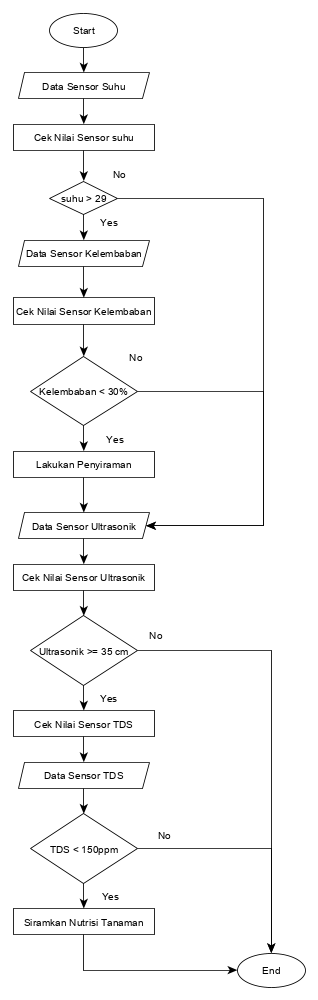 Start
Data Sensor Suhu
Cek Nilai Sensor suhu
No
suhu > 29
Yes
Data Sensor Kelembaban
Cek Nilai Sensor Kelembaban
No
Kelembaban < 30%
Yes
Lakukan Penyiraman
Data Sensor Ultrasonik
Cek Nilai Sensor Ultrasonik
No
Ultrasonik >= 35 cm
Yes
Cek Nilai Sensor TDS
Data Sensor TDS
No
TDS < 150ppm
Yes
Siramkan Nutrisi Tanaman
End